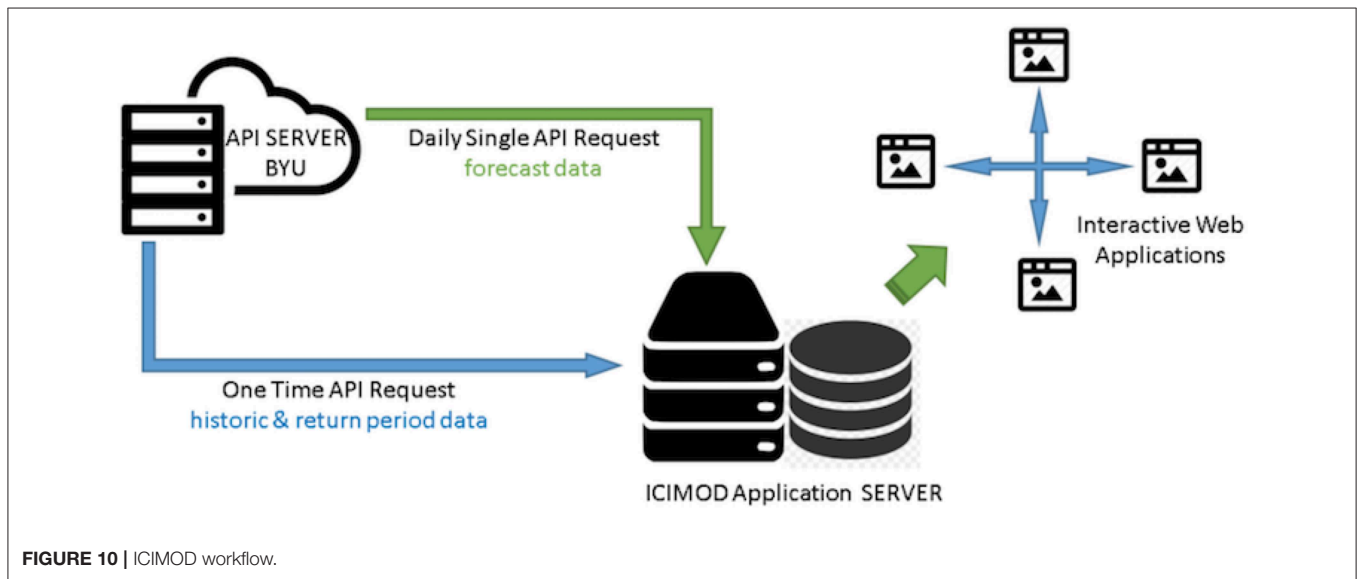 API SERVER
BYU
Daily Single API Request
forecast data
Interactive Web
Applications
One Time API Request
historic & return period data
ICIMOD Application SERVER
FIGURE 10 | ICIMOD workflow.